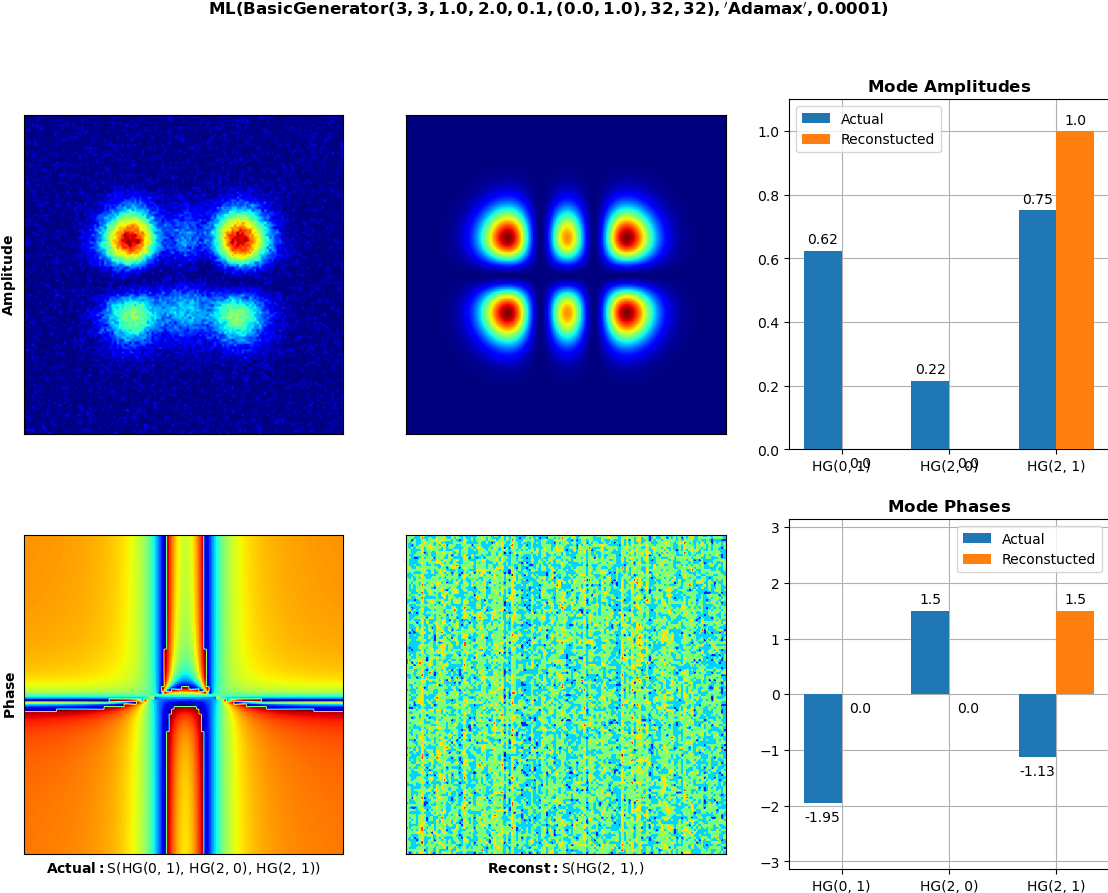 ML(BasicGenerator(3, 3, 1.0, 2.0, 0.1, (0.0, 1.0), 32, 32), 'Adamax', 0.0001)
Amplitude
Mode Amplitudes
Actual
Reconstucted
1.0
0.8
0.6
0.4
0.2
0.0
0.62
0.0
0.22
0.0
0.75
1.0
HG(0, 1)
HG(2, 0)
HG(2, 1)
Phase
Actual: S(HG(0, 1), HG(2, 0), HG(2, 1))
Reconst: S(HG(2, 1),)
Mode Phases
Actual
Reconstucted
3
2
1
0
−1
−2
−3
-1.95
0.0
1.5
0.0
-1.13
1.5
HG(0, 1)
HG(2, 0)
HG(2, 1)